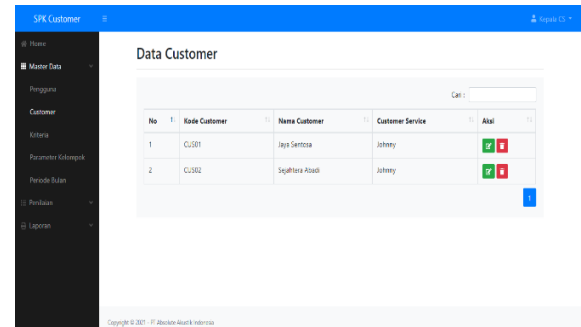 SPK Customer
Kepala CS
Home
Master Data
Pengguna
Customer
Kriteria
Parameter Kelompok
Periode Bulan
Penilaian
Laporan
Data Customer
Cari :
No Kode Customer Nama Customer Customer Service Aksi
1 CUS01 Jaya Sentosa Johnny
2 CUS02 Sejahtera Abadi Johnny
1
Copyright © 2021 - PT Absolute Akustik Indonesia